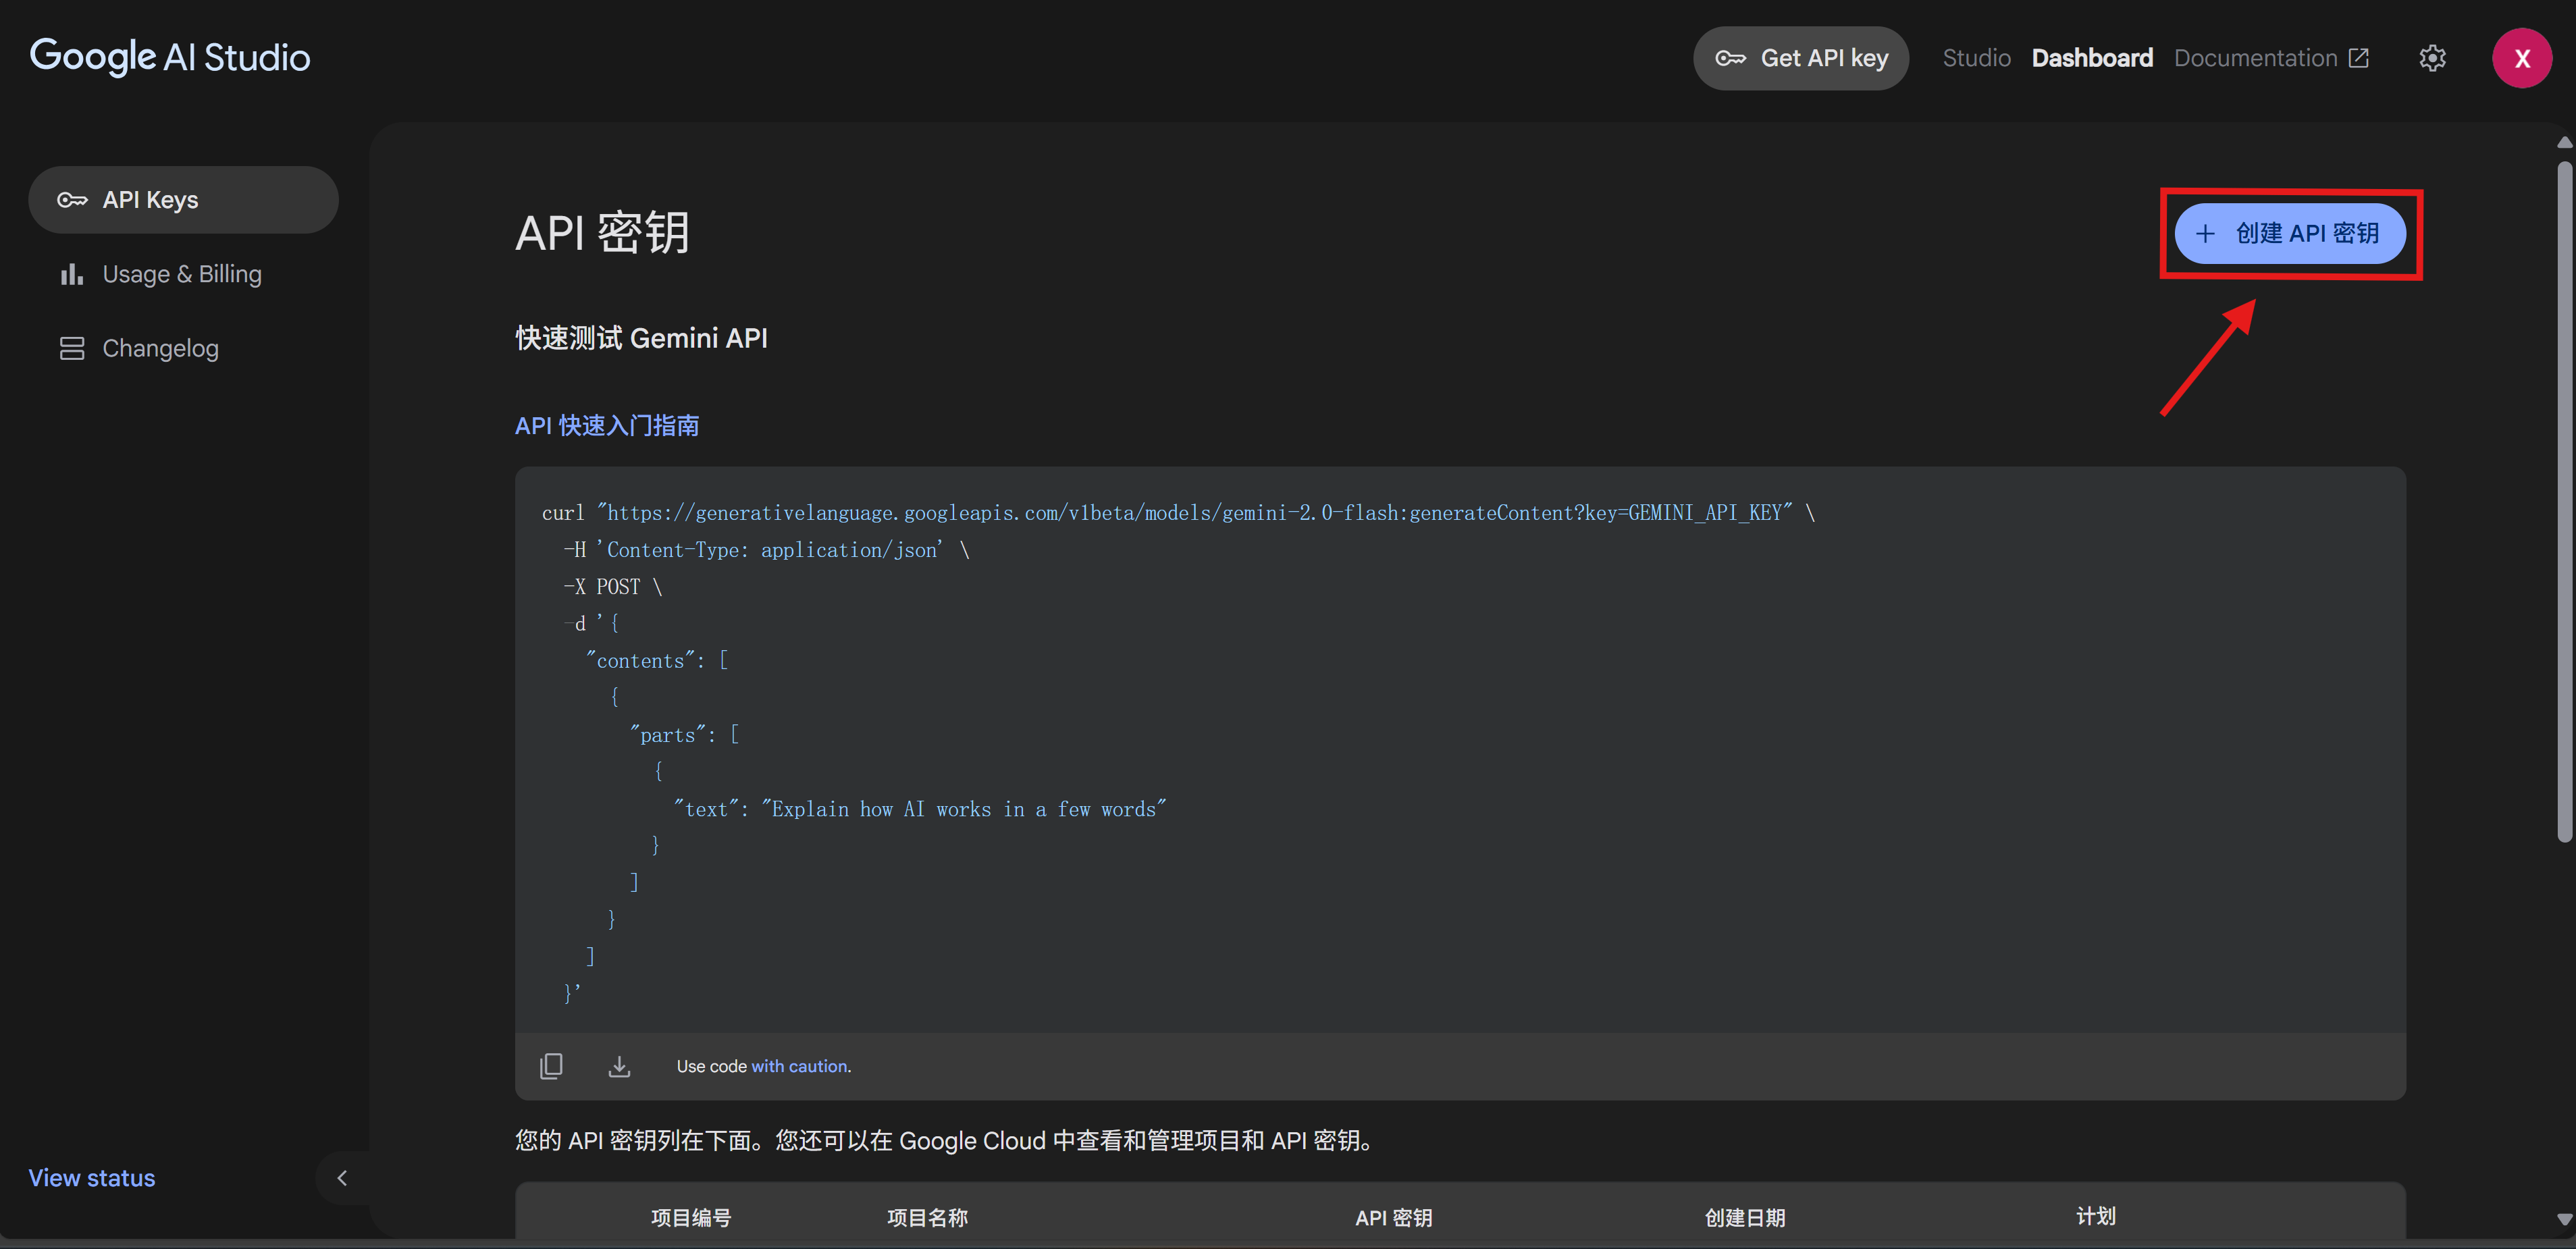 Google AI Studio
Get API key
Studio
Dashboard
Documentation
X
API Keys
Usage & Billing
Changelog
API 密钥
创建 API 密钥
快速测试 Gemini API
API 快速入门指南
curl "https://generativelanguage.googleapis.com/v1beta/models/gemini-2.0-flash:generateContent?key=GEMINI_API_KEY" \
  -H 'Content-Type: application/json' \
  -X POST \
  -d '{
    "contents": [
      {
        "parts": [
          {
            "text": "Explain how AI works in a few words"
          }
        ]
      }
    ]
  }'
Use code with caution.
您的 API 密钥列在下面。您还可以在 Google Cloud 中查看和管理项目和 API 密钥。
View status
项目编号
项目名称
API 密钥
创建日期
计划